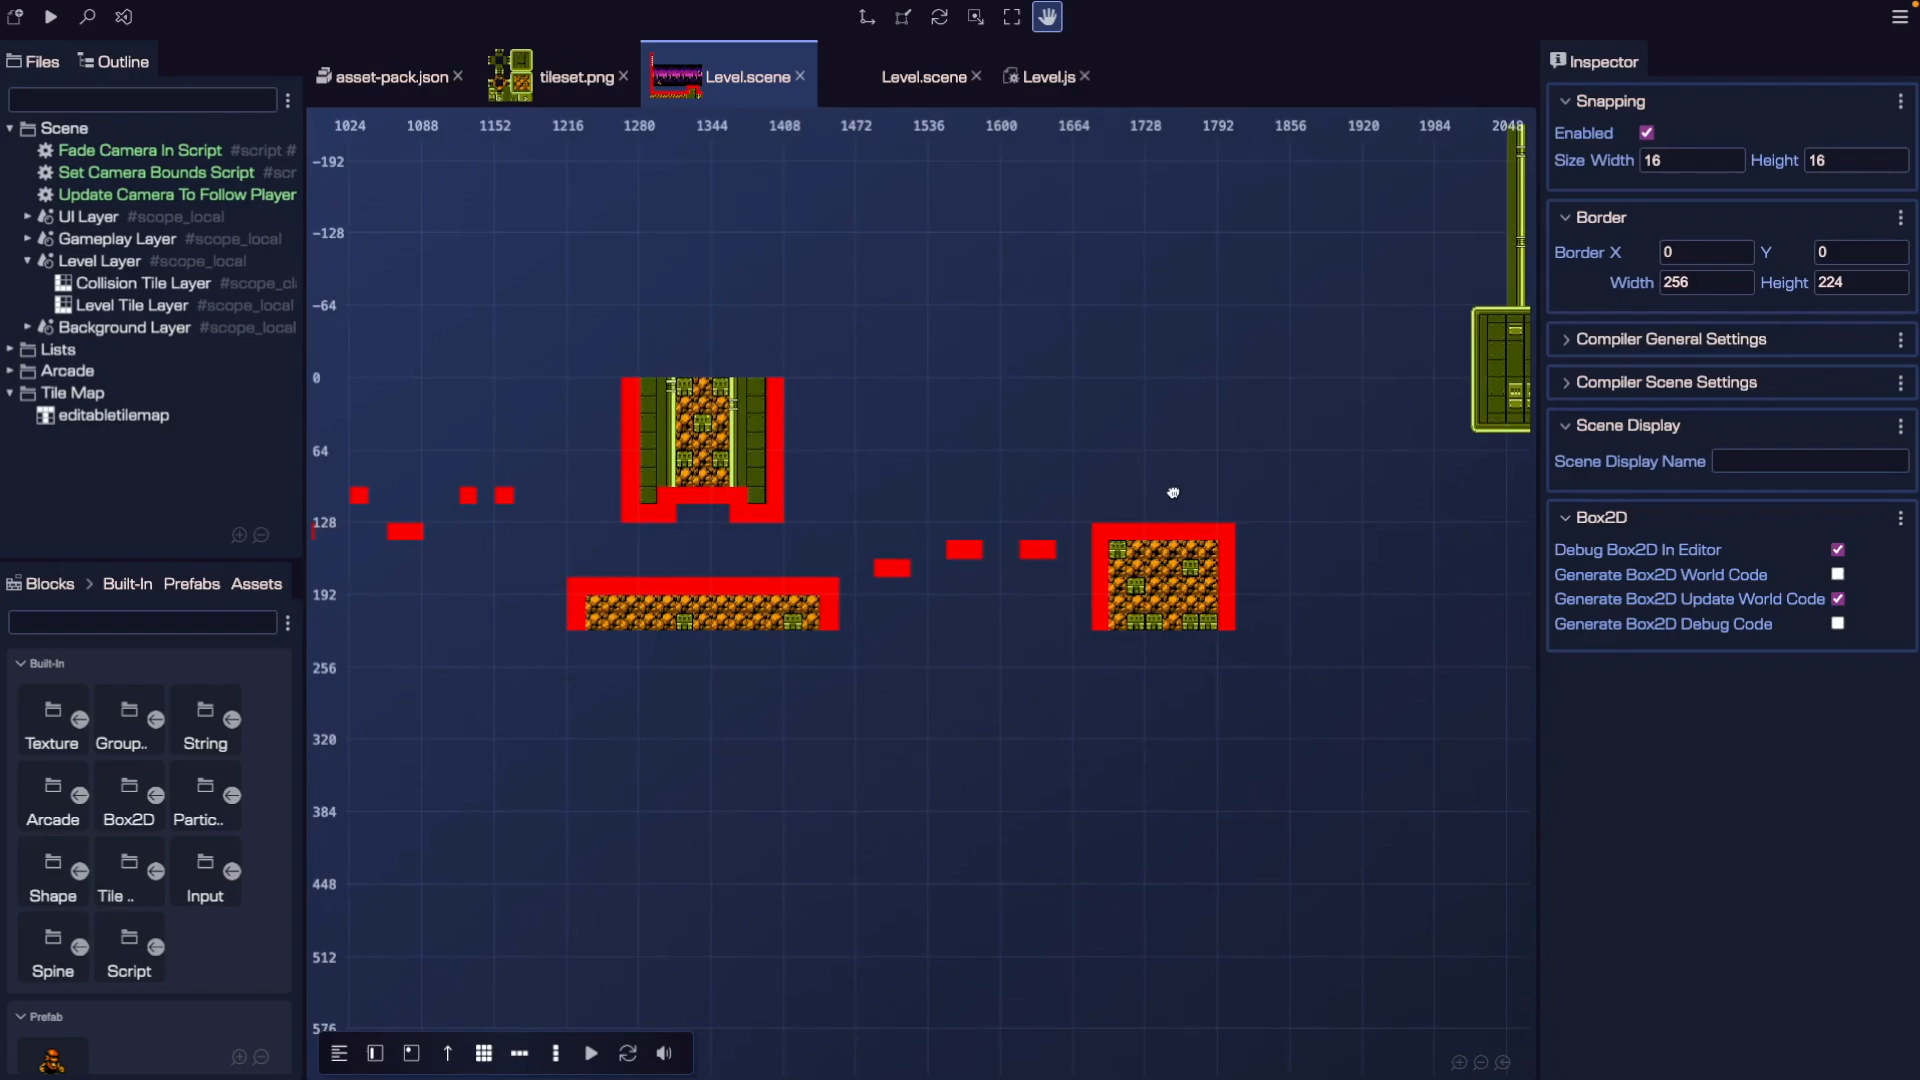 Files
Outline
asset-pack.json
tileset.png
Level.scene
Level.scene
Level.js
Inspector
Scene
Fade Camera In Script #script #
Set Camera Bounds Script #scr
Update Camera To Follow Player
UI Layer #scope_local
Gameplay Layer #scope_local
Level Layer #scope_local
Collision Tile Layer #scope_cl
Level Tile Layer #scope_local
Background Layer #scope_local
Lists
Arcade
Tile Map
editabletilemap
Blocks > Built-In Prefabs Assets
Built-In
Texture Group.. String
Arcade Box2D Partic..
Shape Tile .. Input
Spine Script
Prefab
1024 1088 1152 1216 1280 1344 1408 1472 1536 1600 1664 1728 1792 1856 1920 1984 2048
-192
-128
-64
0
64
128
192
256
320
384
448
512
576
Snapping
Enabled
Size Width 16 Height 16
Border
Border X 0 Y 0
Width 256 Height 224
Compiler General Settings
Compiler Scene Settings
Scene Display
Scene Display Name
Box2D
Debug Box2D In Editor
Generate Box2D World Code
Generate Box2D Update World Code
Generate Box2D Debug Code